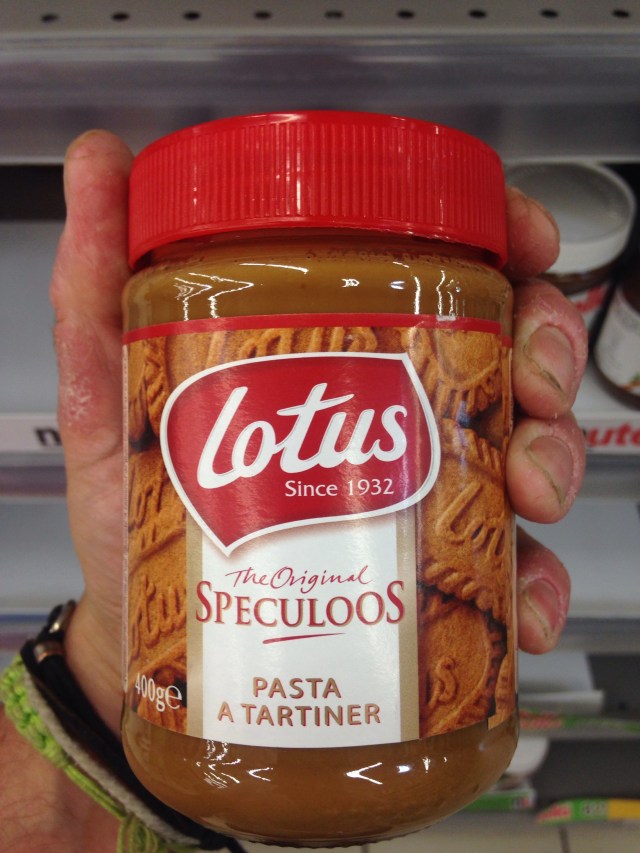 lotus
Since 1932
The Original
SPECULOOS
PASTA
A TARTINER
400g℮